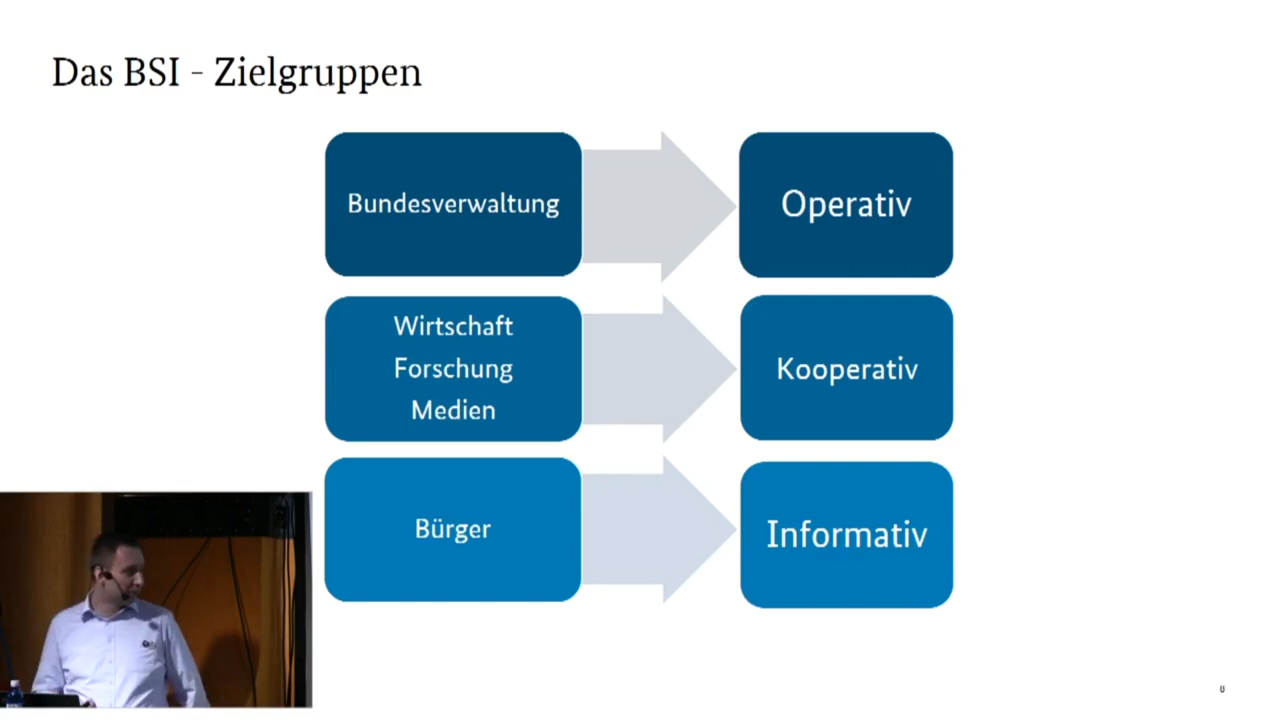 Das BSI - Zielgruppen
Bundesverwaltung
Operativ
Wirtschaft
Forschung
Medien
Kooperativ
Bürger
Informativ